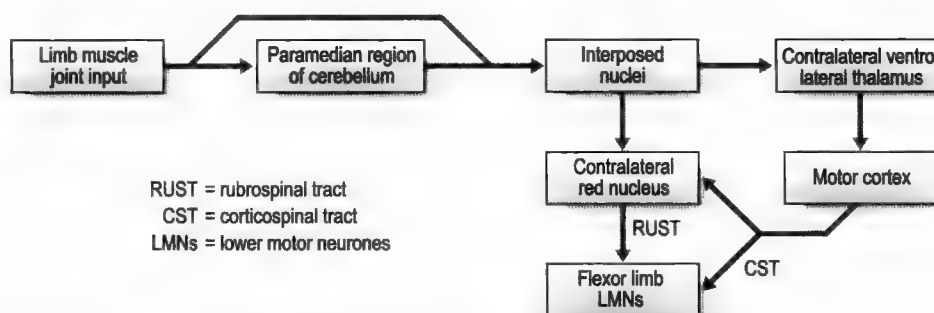 Limb muscle
joint input
Paramedian region
of cerebelium
Interposed
nuclei
Contralateral ventro
lateral thalamus
Contralateral
red nucleus
Motor cortex
RUST = rubrospinal tract
CST = corticospinal tract
LMNs = lower motor neurones
RUST
CST
Flexor limb
LMNs